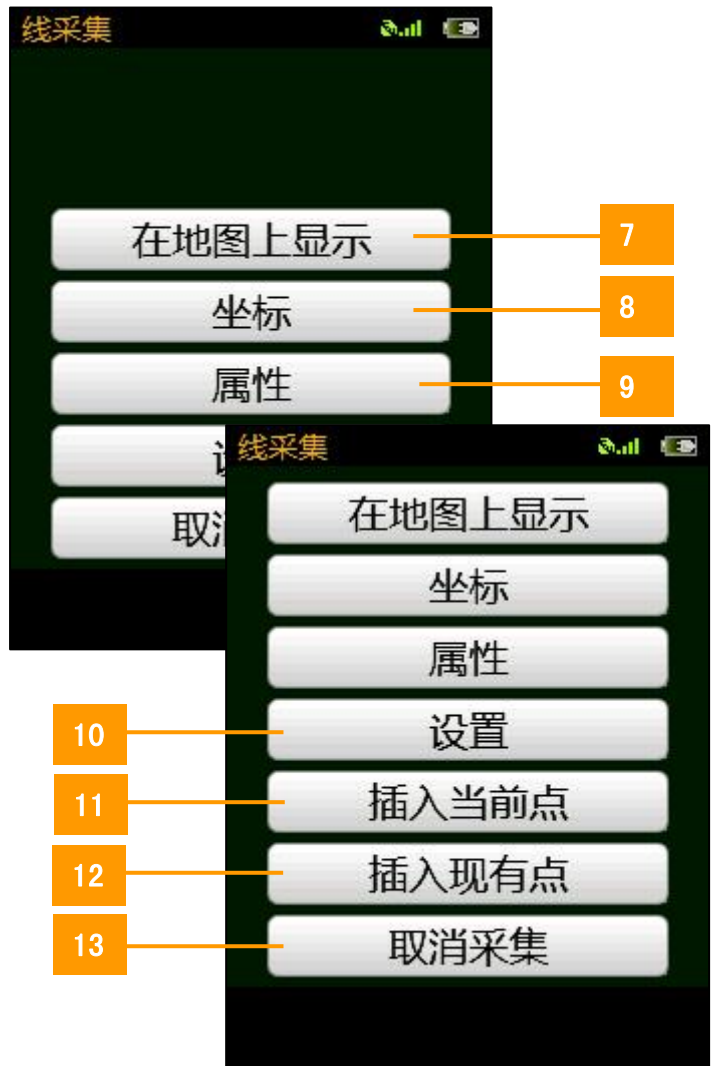 线采集
在地图上显示
7
坐标
8
属性
9
取
线采集
在地图上显示
坐标
属性
10
设置
11
插入当前点
12
插入现有点
13
取消采集